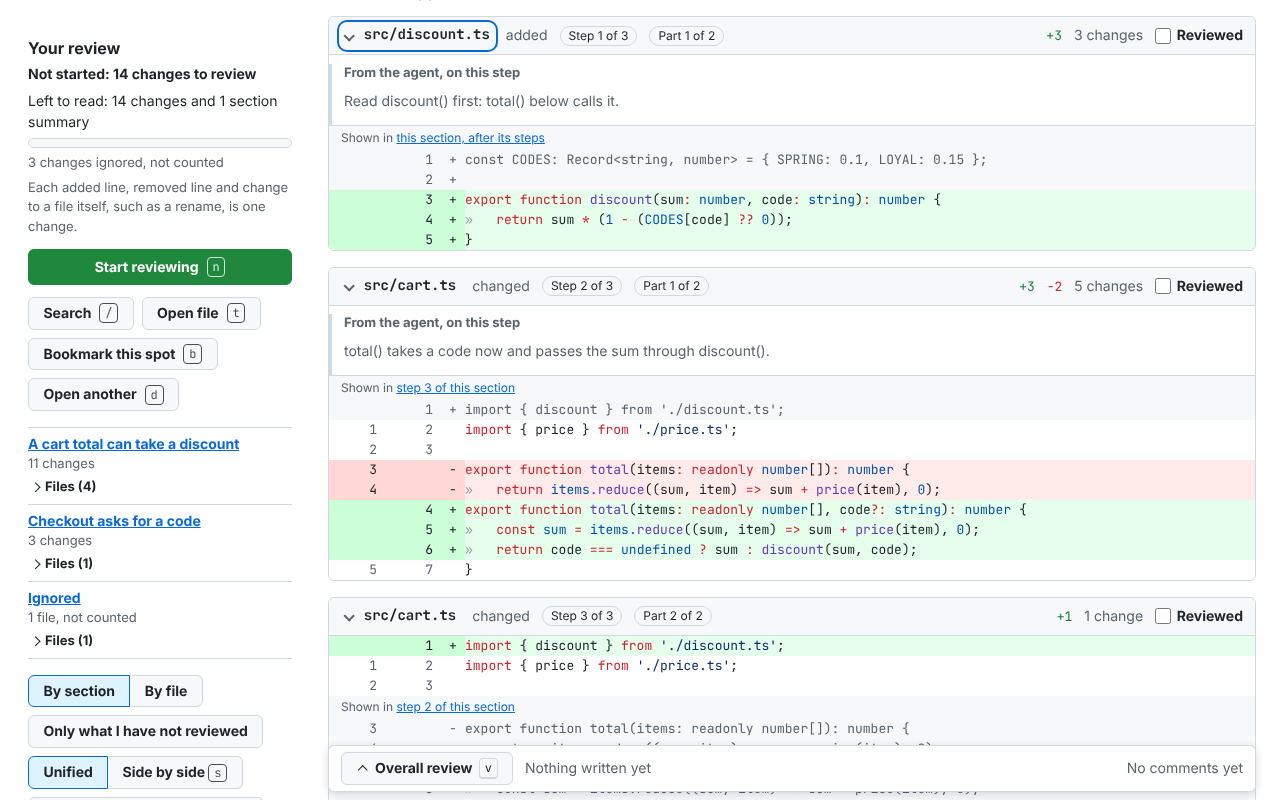 Your review
Not started: 14 changes to review
Left to read: 14 changes and 1 section
summary
3 changes ignored, not counted
Each added line, removed line and change
to a file itself, such as a rename, is one
change.
Start reviewing n
Search / Open file t
Bookmark this spot b
Open another d
A cart total can take a discount
11 changes
Files (4)
Checkout asks for a code
3 changes
Files (1)
Ignored
1 file, not counted
Files (1)
By section By file
Only what I have not reviewed
Unified Side by side s
src/discount.ts added Step 1 of 3 Part 1 of 2 +3 3 changes Reviewed
From the agent, on this step
Read discount() first: total() below calls it.
Shown in this section, after its steps
1 + const CODES: Record<string, number> = { SPRING: 0.1, LOYAL: 0.15 };
2 +
3 + export function discount(sum: number, code: string): number {
4 + » return sum * (1 - (CODES[code] ?? 0));
5 + }
src/cart.ts changed Step 2 of 3 Part 1 of 2 +3 -2 5 changes Reviewed
From the agent, on this step
total() takes a code now and passes the sum through discount().
Shown in step 3 of this section
1 + import { discount } from './discount.ts';
1 2 import { price } from './price.ts';
2 3
3 - export function total(items: readonly number[]): number {
4 - » return items.reduce((sum, item) => sum + price(item), 0);
4 + export function total(items: readonly number[], code?: string): number {
5 + » const sum = items.reduce((sum, item) => sum + price(item), 0);
6 + » return code === undefined ? sum : discount(sum, code);
5 7 }
src/cart.ts changed Step 3 of 3 Part 2 of 2 +1 1 change Reviewed
1 + import { discount } from './discount.ts';
1 2 import { price } from './price.ts';
2 3
Shown in step 2 of this section
3 - export function total(items: readonly number[]): number {
Overall review v Nothing written yet No comments yet